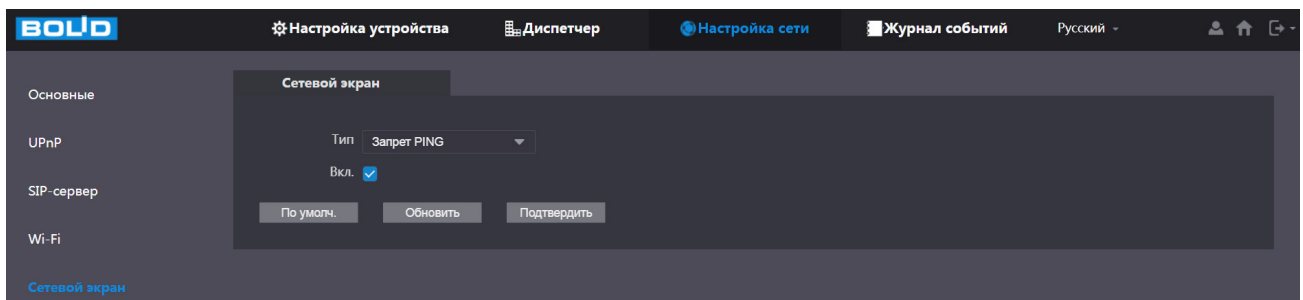 BOLID Настройка устройства Диспетчер Настройка сети Журнал событий Русский
Основные
UPnP
SIP-сервер
Wi-Fi
Сетевой экран
Сетевой экран
Тип Запрет PING
Вкл.
По умолч. Обновить Подтвердить